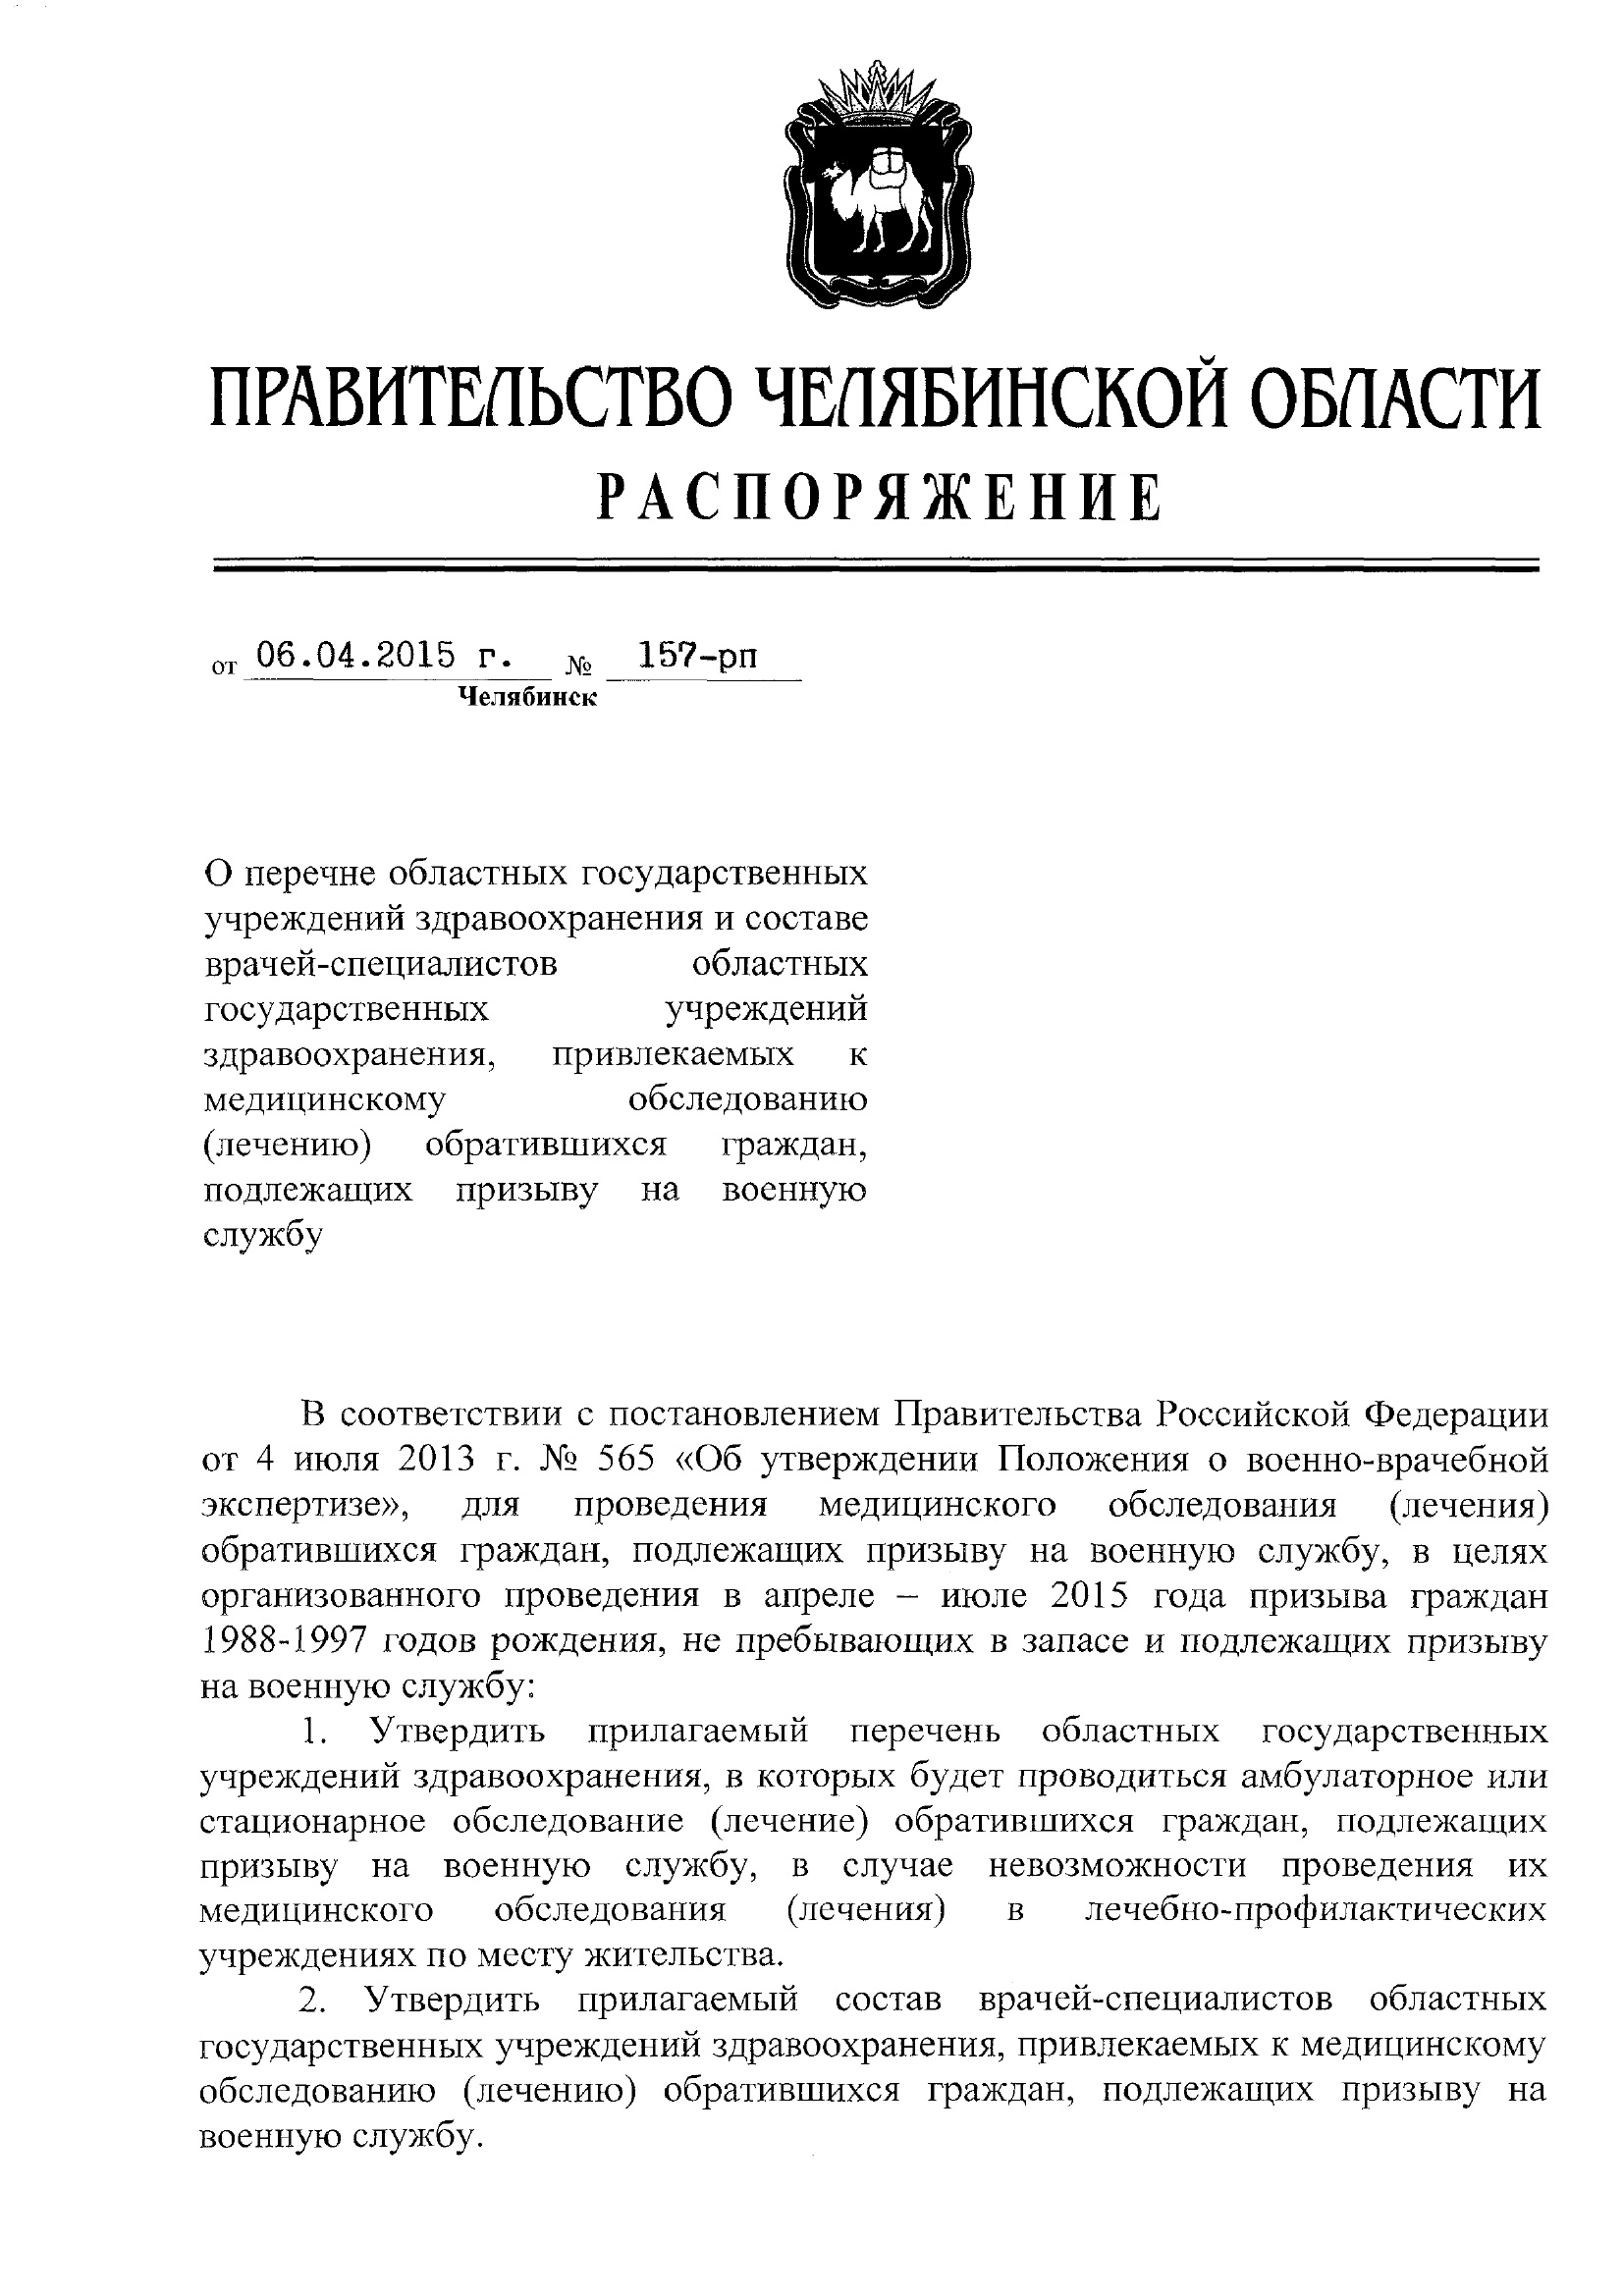 ПРАВИТЕЛЬСТВО ЧЕЛЯБИНСКОЙ ОБЛАСТИ
РАСПОРЯЖЕНИЕ
от 06.04.2015 г. № 157-рп
Челябинск
О перечне областных государственных
учреждений здравоохранения и составе
врачей-специалистов областных
государственных учреждений
здравоохранения, привлекаемых к
медицинскому обследованию
(лечению) обратившихся граждан,
подлежащих призыву на военную
службу
В соответствии с постановлением Правительства Российской Федерации
от 4 июля 2013 г. № 565 «Об утверждении Положения о военно-врачебной
экспертизе», для проведения медицинского обследования (лечения)
обратившихся граждан, подлежащих призыву на военную службу, в целях
организованного проведения в апреле – июле 2015 года призыва граждан
1988-1997 годов рождения, не пребывающих в запасе и подлежащих призыву
на военную службу:
1. Утвердить прилагаемый перечень областных государственных
учреждений здравоохранения, в которых будет проводиться амбулаторное или
стационарное обследование (лечение) обратившихся граждан, подлежащих
призыву на военную службу, в случае невозможности проведения их
медицинского обследования (лечения) в лечебно-профилактических
учреждениях по месту жительства.
2. Утвердить прилагаемый состав врачей-специалистов областных
государственных учреждений здравоохранения, привлекаемых к медицинскому
обследованию (лечению) обратившихся граждан, подлежащих призыву на
военную службу.